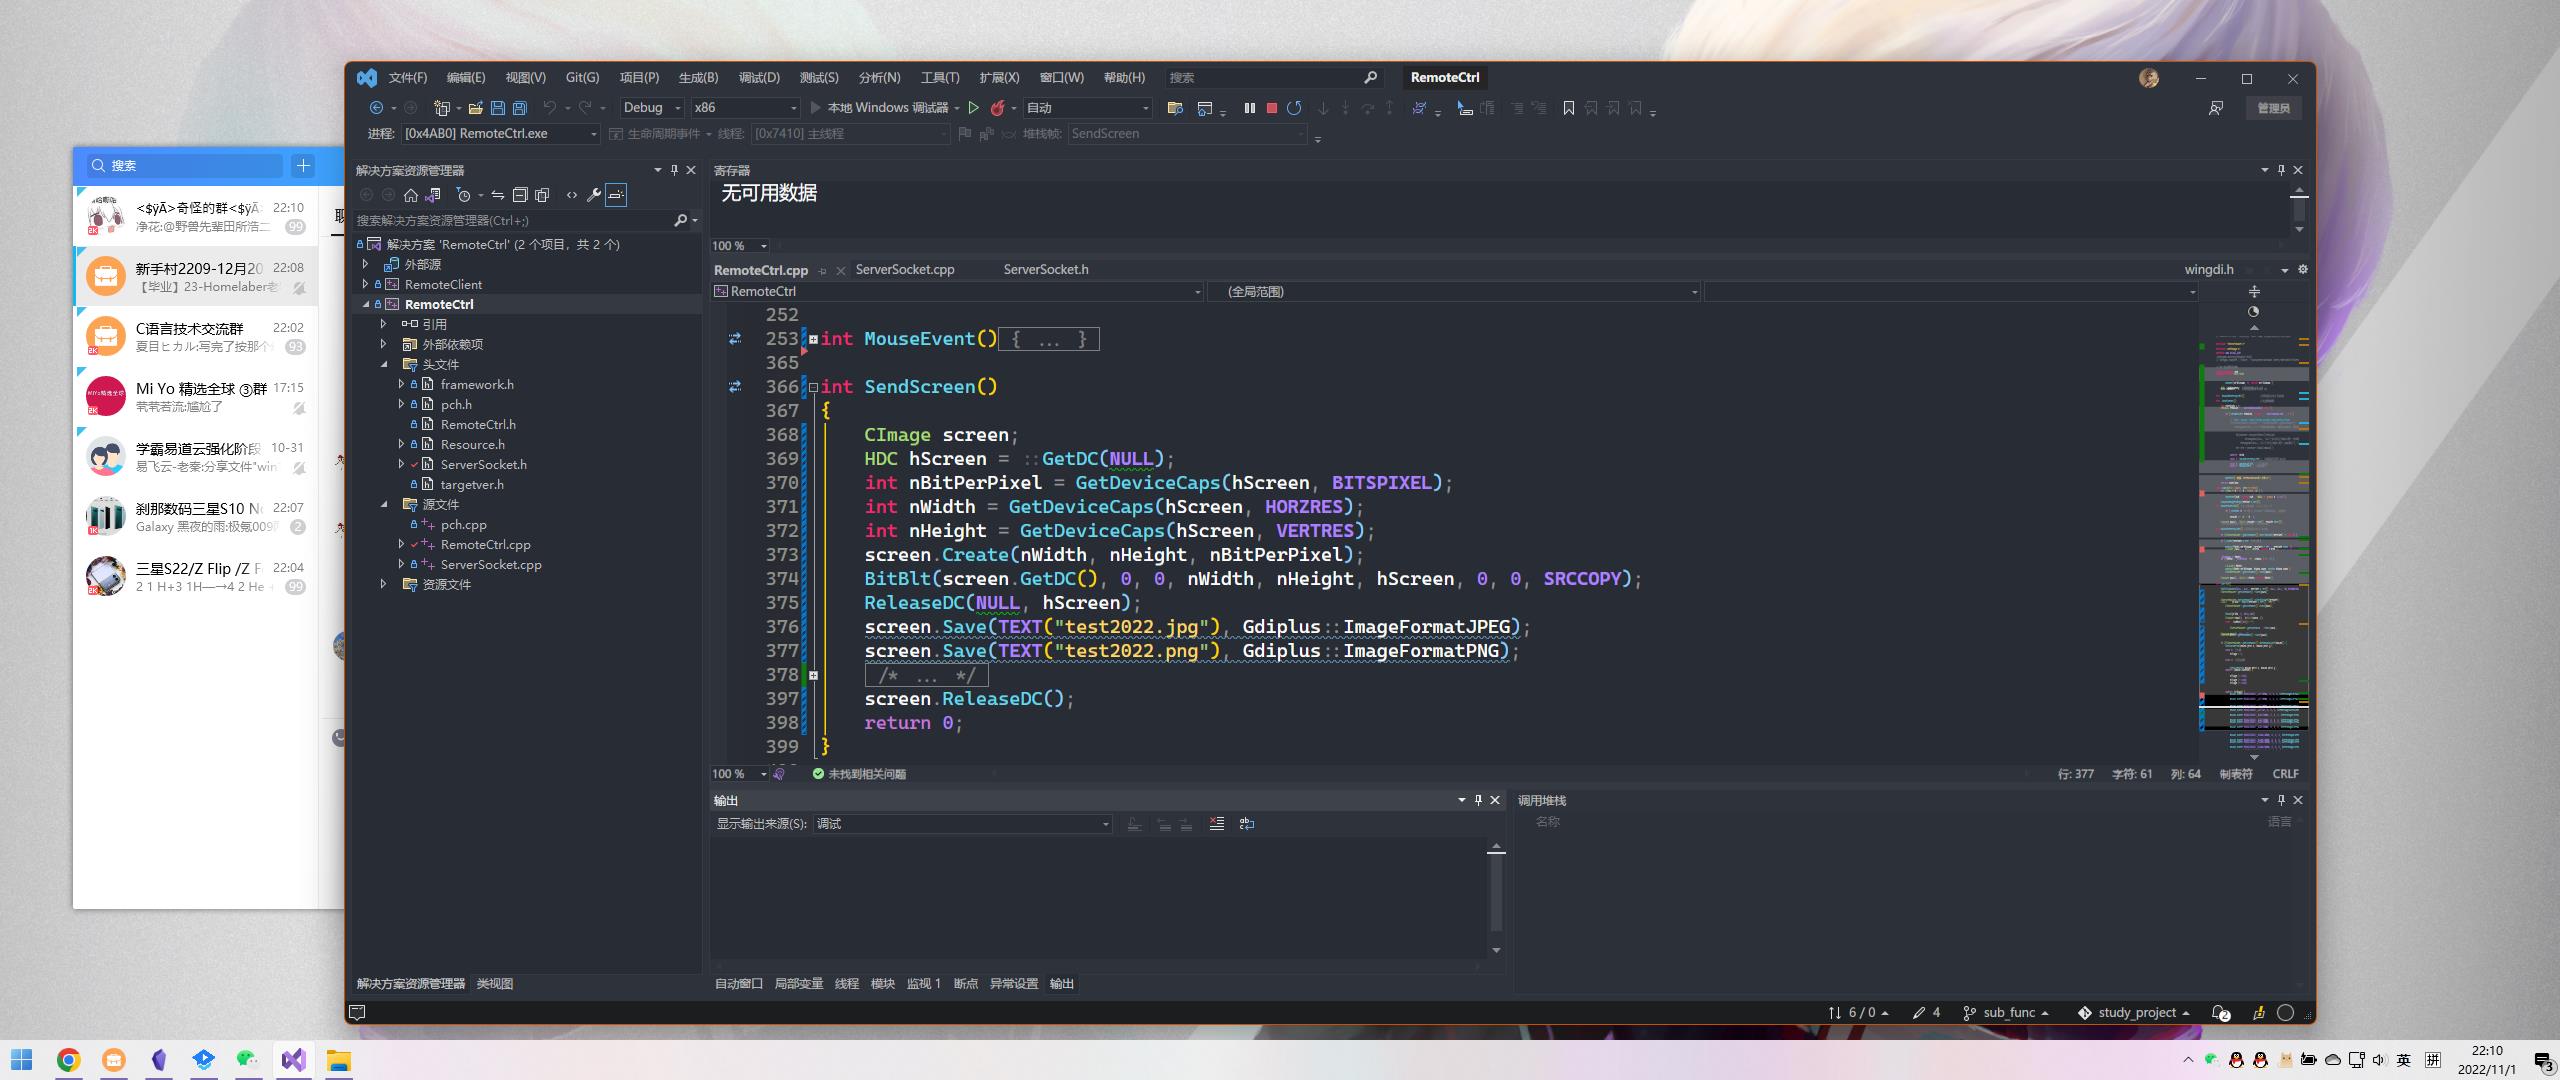 文件(F) 编辑(E) 视图(V) Git(G) 项目(P) 生成(B) 调试(D) 测试(S) 分析(N) 工具(T) 扩展(X) 窗口(W) 帮助(H) 搜索 RemoteCtrl
Debug x86 本地 Windows 调试器 自动 管理员
进程: [0x4AB0] RemoteCtrl.exe 生命周期事件 线程: [0x7410] 主线程 堆栈帧: SendScreen
搜索
<$ÿÃ>奇怪的群<$ÿÃ> 22:10
净花:@野兽先辈田所浩二 99
新手村2209-12月20 22:08
【毕业】23-Homelaber老
C语言技术交流群 22:02
夏目ヒカル:写完了按那个 93
Mi Yo 精选全球 ③群 17:15
茕茕若流:尴尬了
学霸易道云强化阶段 10-31
易飞云-老秦:分享文件"win
刹那数码三星S10 No 22:07
Galaxy 黑夜的雨:极氪009 2
三星S22/Z Flip /Z F 22:04
2 1 H+3 1H—→4 2 He + 99
解决方案资源管理器
搜索解决方案资源管理器(Ctrl+;)
解决方案 'RemoteCtrl' (2 个项目，共 2 个)
外部源
RemoteClient
RemoteCtrl
引用
外部依赖项
头文件
framework.h
pch.h
RemoteCtrl.h
Resource.h
ServerSocket.h
targetver.h
源文件
pch.cpp
RemoteCtrl.cpp
ServerSocket.cpp
资源文件
解决方案资源管理器 类视图
寄存器
无可用数据
100 %
RemoteCtrl.cpp ServerSocket.cpp ServerSocket.h wingdi.h
RemoteCtrl (全局范围)
252
253 int MouseEvent(){ ... }
365
366 int SendScreen()
367 {
368 CImage screen;
369 HDC hScreen = ::GetDC(NULL);
370 int nBitPerPixel = GetDeviceCaps(hScreen, BITSPIXEL);
371 int nWidth = GetDeviceCaps(hScreen, HORZRES);
372 int nHeight = GetDeviceCaps(hScreen, VERTRES);
373 screen.Create(nWidth, nHeight, nBitPerPixel);
374 BitBlt(screen.GetDC(), 0, 0, nWidth, nHeight, hScreen, 0, 0, SRCCOPY);
375 ReleaseDC(NULL, hScreen);
376 screen.Save(TEXT("test2022.jpg"), Gdiplus::ImageFormatJPEG);
377 screen.Save(TEXT("test2022.png"), Gdiplus::ImageFormatPNG);
378 /* ... */
397 screen.ReleaseDC();
398 return 0;
399 }
100 % 未找到相关问题 行: 377 字符: 61 列: 64 制表符 CRLF
输出
显示输出来源(S): 调试
调用堆栈
名称 语言
自动窗口 局部变量 线程 模块 监视 1 断点 异常设置 输出
6 / 0 4 sub_func study_project 2
英 拼 22:10
2022/11/1 3